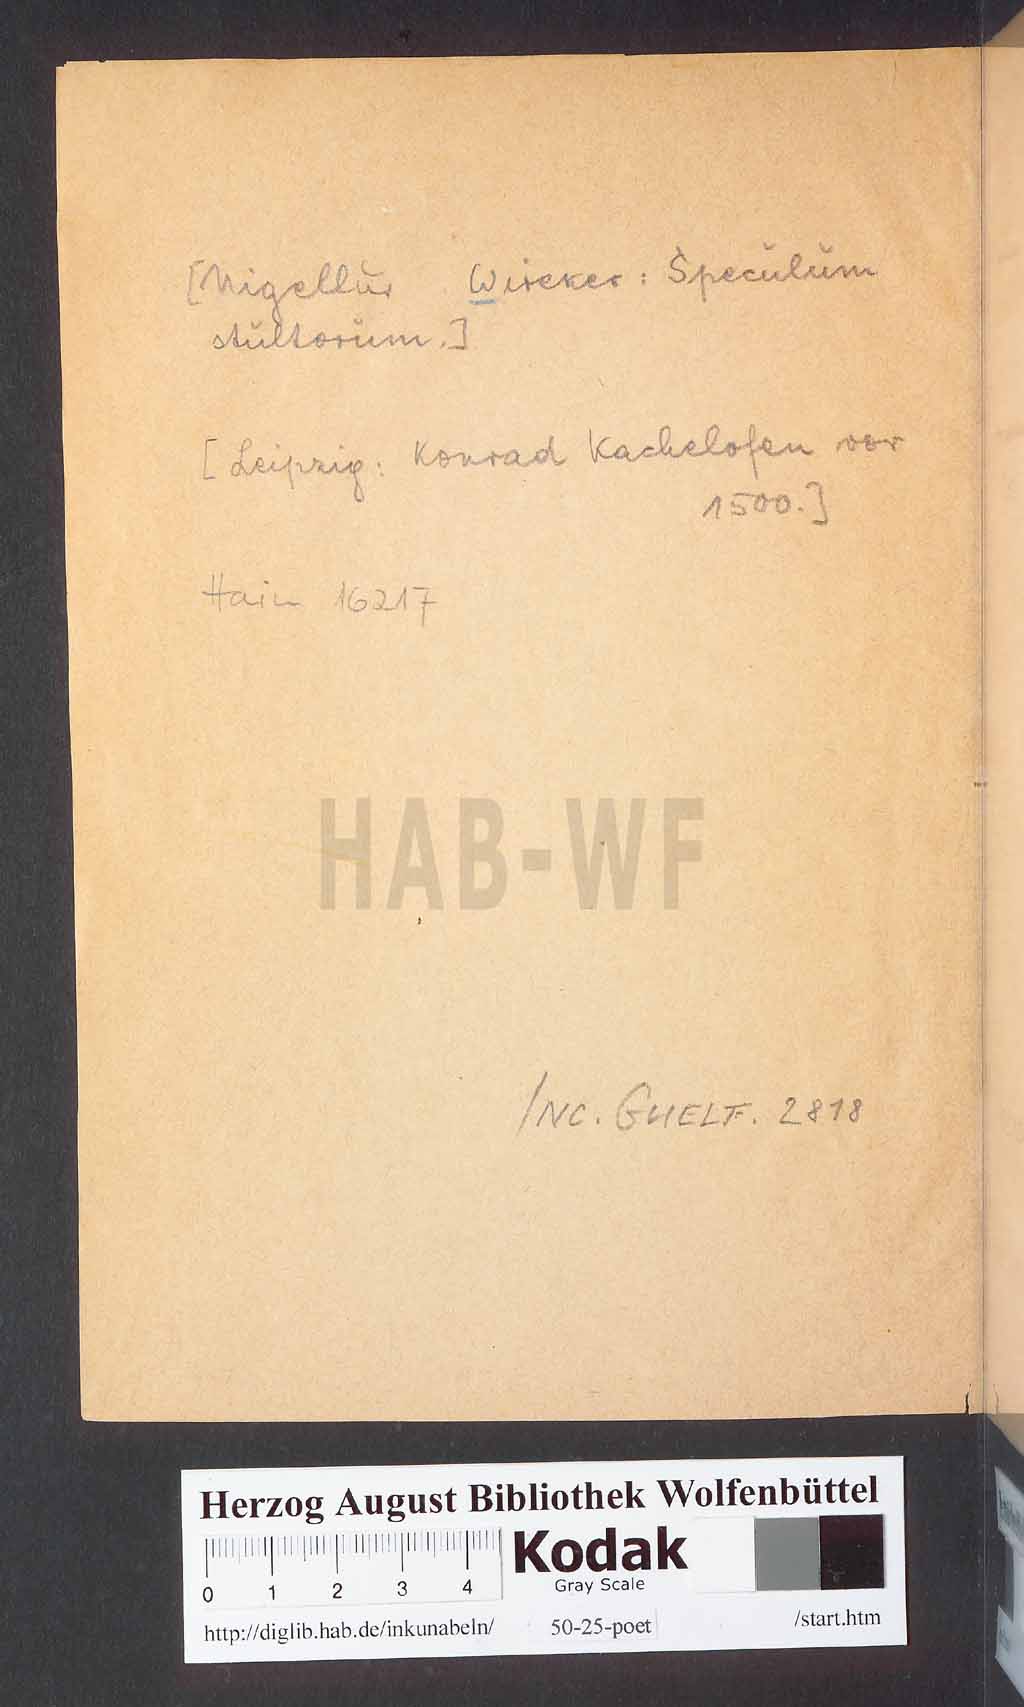 [Nigellus Wireker: Speculum
stultorum.]
[Leipzig: Konrad Kachelofen vor
1500.]
Hain 16217
HAB-WF
INC. GUELF. 2818
Herzog August Bibliothek Wolfenbüttel
Kodak
Gray Scale
0 1 2 3 4
http://diglib.hab.de/inkunabeln/ 50-25-poet /start.htm